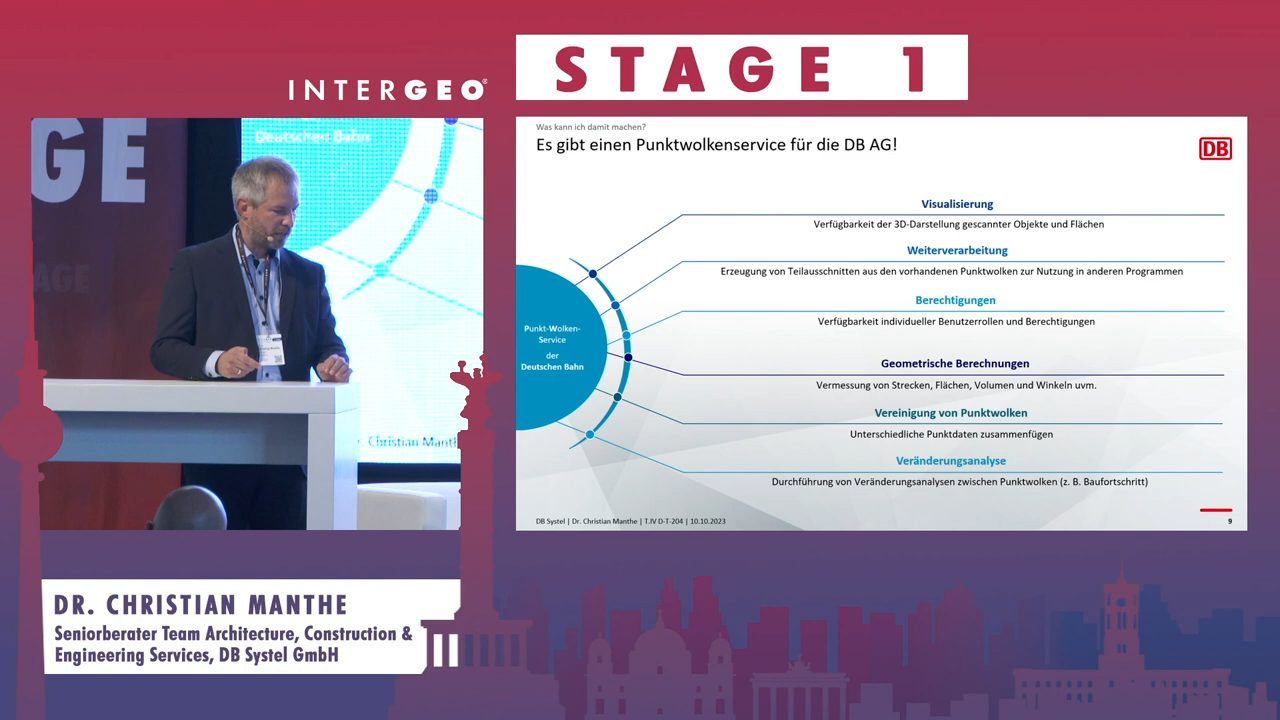 INTERGEO®
STAGE 1
GE
AGE
Deutschen Bahn
Christian Manth
Was kann ich damit machen?
Es gibt einen Punktwolkenservice für die DB AG!
DB
Visualisierung
Verfügbarkeit der 3D-Darstellung gescannter Objekte und Flächen
Weiterverarbeitung
Erzeugung von Teilausschnitten aus den vorhandenen Punktwolken zur Nutzung in anderen Programmen
Berechtigungen
Verfügbarkeit individueller Benutzerrollen und Berechtigungen
Punkt-Wolken-
Service
der
Deutschen Bahn
Geometrische Berechnungen
Vermessung von Strecken, Flächen, Volumen und Winkeln uvm.
Vereinigung von Punktwolken
Unterschiedliche Punktdaten zusammenfügen
Veränderungsanalyse
Durchführung von Veränderungsanalysen zwischen Punktwolken (z. B. Baufortschritt)
DB Systel | Dr. Christian Manthe | T.IV D-T-204 | 10.10.2023
9
DR. CHRISTIAN MANTHE
Seniorberater Team Architecture, Construction &
Engineering Services, DB Systel GmbH